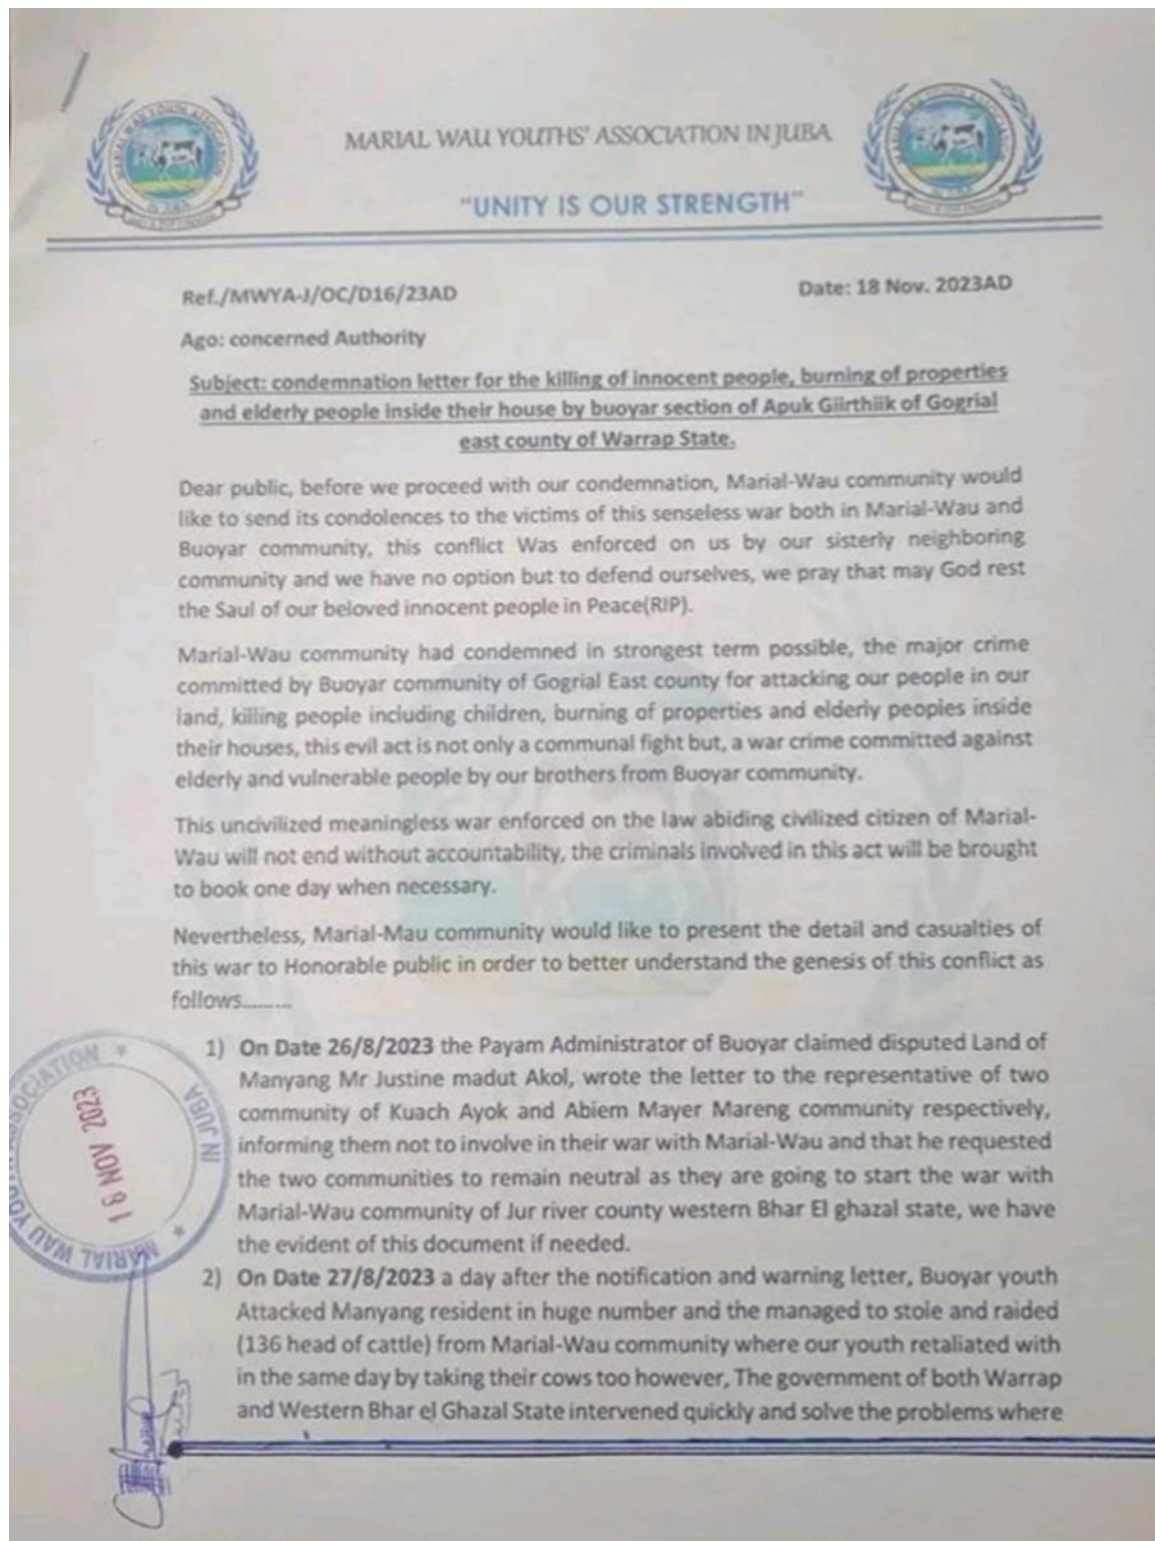 MARIAL WAU YOUTHS' ASSOCIATION IN JUBA
"UNITY IS OUR STRENGTH"
MARIAL WAU YOUTH ASSOCIATION
IN JUBA
MARIAL WAU YOUTH ASSOCIATION
IN JUBA
Ref./MWYA-J/OC/D16/23AD
Date: 18 Nov. 2023AD
Ago: concerned Authority
Subject: condemnation letter for the killing of innocent people, burning of properties
and elderly people inside their house by buoyar section of Apuk Giirthiik of Gogrial
east county of Warrap State.
Dear public, before we proceed with our condemnation, Marial-Wau community would
like to send its condolences to the victims of this senseless war both in Marial-Wau and
Buoyar community, this conflict Was enforced on us by our sisterly neighboring
community and we have no option but to defend ourselves, we pray that may God rest
the Saul of our beloved innocent people in Peace(RIP).
Marial-Wau community had condemned in strongest term possible, the major crime
committed by Buoyar community of Gogrial East county for attacking our people in our
land, killing people including children, burning of properties and elderly peoples inside
their houses, this evil act is not only a communal fight but, a war crime committed against
elderly and vulnerable people by our brothers from Buoyar community.
This uncivilized meaningless war enforced on the law abiding civilized citizen of Marial-
Wau will not end without accountability, the criminals involved in this act will be brought
to book one day when necessary.
Nevertheless, Marial-Mau community would like to present the detail and casualties of
this war to Honorable public in order to better understand the genesis of this conflict as
follows.........
1) On Date 26/8/2023 the Payam Administrator of Buoyar claimed disputed Land of
Manyang Mr Justine madut Akol, wrote the letter to the representative of two
community of Kuach Ayok and Abiem Mayer Mareng community respectively,
informing them not to involve in their war with Marial-Wau and that he requested
the two communities to remain neutral as they are going to start the war with
Marial-Wau community of Jur river county western Bhar El ghazal state, we have
the evident of this document if needed.
2) On Date 27/8/2023 a day after the notification and warning letter, Buoyar youth
Attacked Manyang resident in huge number and the managed to stole and raided
(136 head of cattle) from Marial-Wau community where our youth retaliated with
in the same day by taking their cows too however, The government of both Warrap
and Western Bhar el Ghazal State intervened quickly and solve the problems where
MARIAL WAU YOUTH ASSOCIATION
IN JUBA
18 NOV 2023